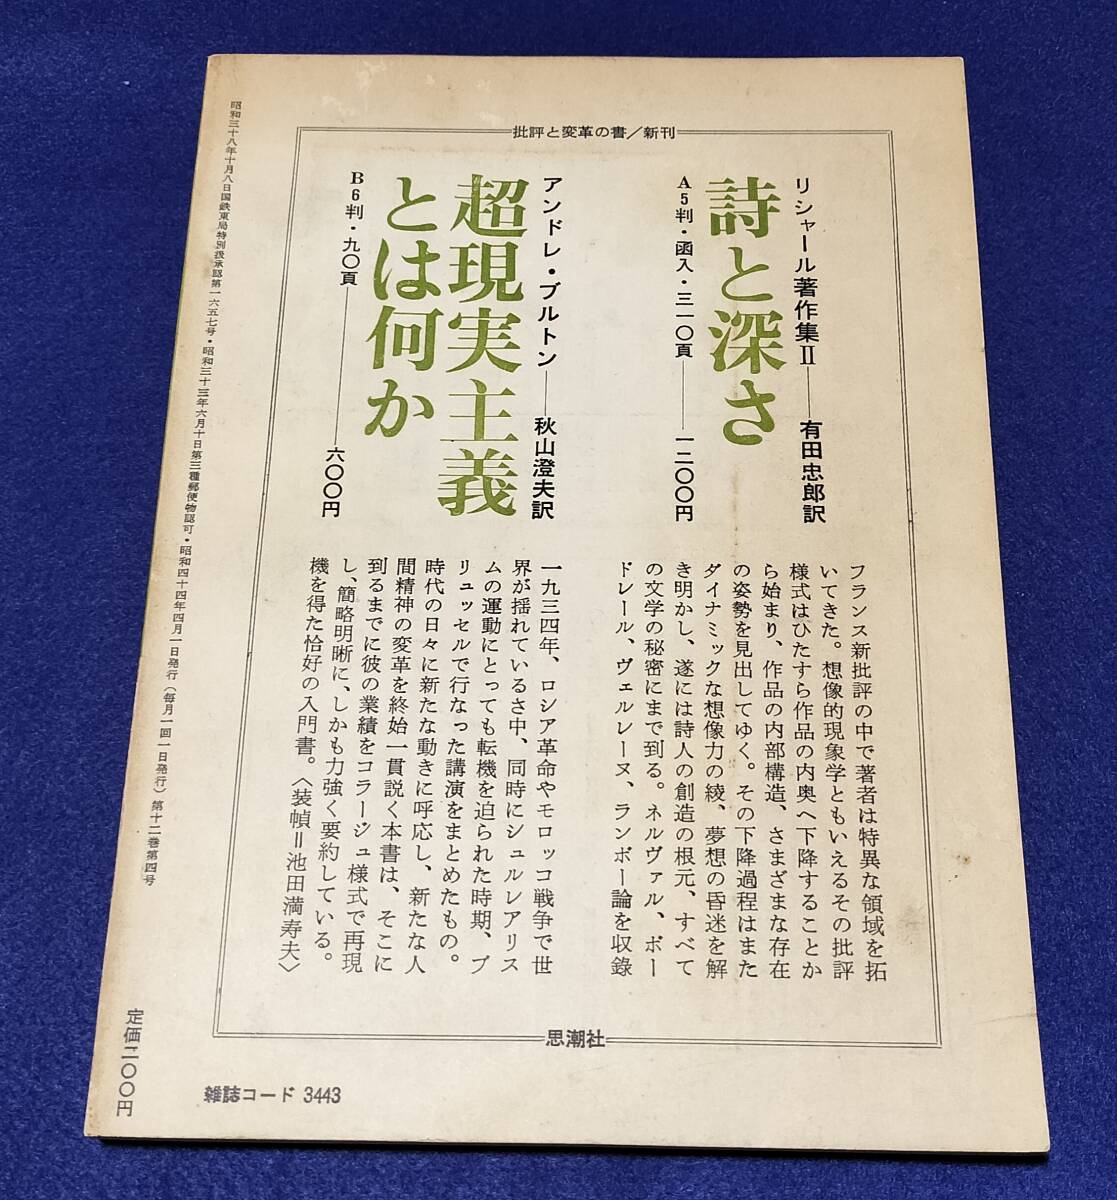 批評と変革の書/新刊
リシャール著作集Ⅱ――有田忠郎訳
詩と深さ
A5判・函入・三一〇頁――一二〇〇円
フランス新批評の中で著者は特異な領域を拓
いてきた。想像的現象学ともいえるその批評
様式はひたすら作品の内奥へ下降することか
ら始まり、作品の内部構造、さまざまな存在
の姿勢を見出してゆく。その下降過程はまた
ダイナミックな想像力の綾、夢想の昏迷を解
き明かし、遂には詩人の創造の根元、すべて
の文学の秘密にまで到る。ネルヴァル、ボー
ドレール、ヴェルレーヌ、ランボー論を収録
アンドレ・ブルトン――秋山澄夫訳
超現実主義
とは何か
B6判・九〇頁――六〇〇円
一九三四年、ロシア革命やモロッコ戦争で世
界が揺れているさ中、同時にシュルレアリス
ムの運動にとっても転機を迫られた時期、ブ
リュッセルで行なった講演をまとめたもの。
時代の日々に新たな動きに呼応し、新たな人
間精神の変革を終始一貫説く本書は、そこに
到るまでに彼の業績をコラージュ様式で再現
し、簡略明晰に、しかも力強く要約している。
機を得た恰好の入門書。〈装幀=池田満寿夫〉
思潮社
昭和三十八年十月八日国鉄東局特別扱承認第一六五七号・昭和三十三年六月十日第三種郵便物認可・昭和四十四年四月一日発行(毎月一回一日発行)第十二巻第四号
定価二〇〇円
雑誌コード 3443